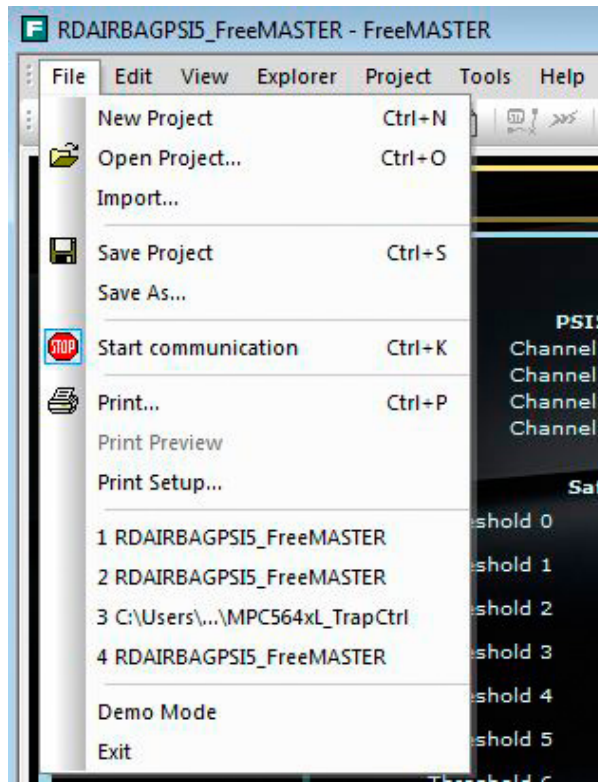 RDAIRBAGPSI5_FreeMASTER - FreeMASTER
File Edit View Explorer Project Tools Help
New Project Ctrl+N
Open Project... Ctrl+O
Import...
Save Project Ctrl+S
Save As...
STOP Start communication Ctrl+K
Print... Ctrl+P
Print Preview
Print Setup...
1 RDAIRBAGPSI5_FreeMASTER
2 RDAIRBAGPSI5_FreeMASTER
3 C:\Users\...\MPC564xL_TrapCtrl
4 RDAIRBAGPSI5_FreeMASTER
Demo Mode
Exit
PSI5
Channel
Channel
Channel
Channel
Saf
eshold 0
eshold 1
eshold 2
eshold 3
eshold 4
eshold 5